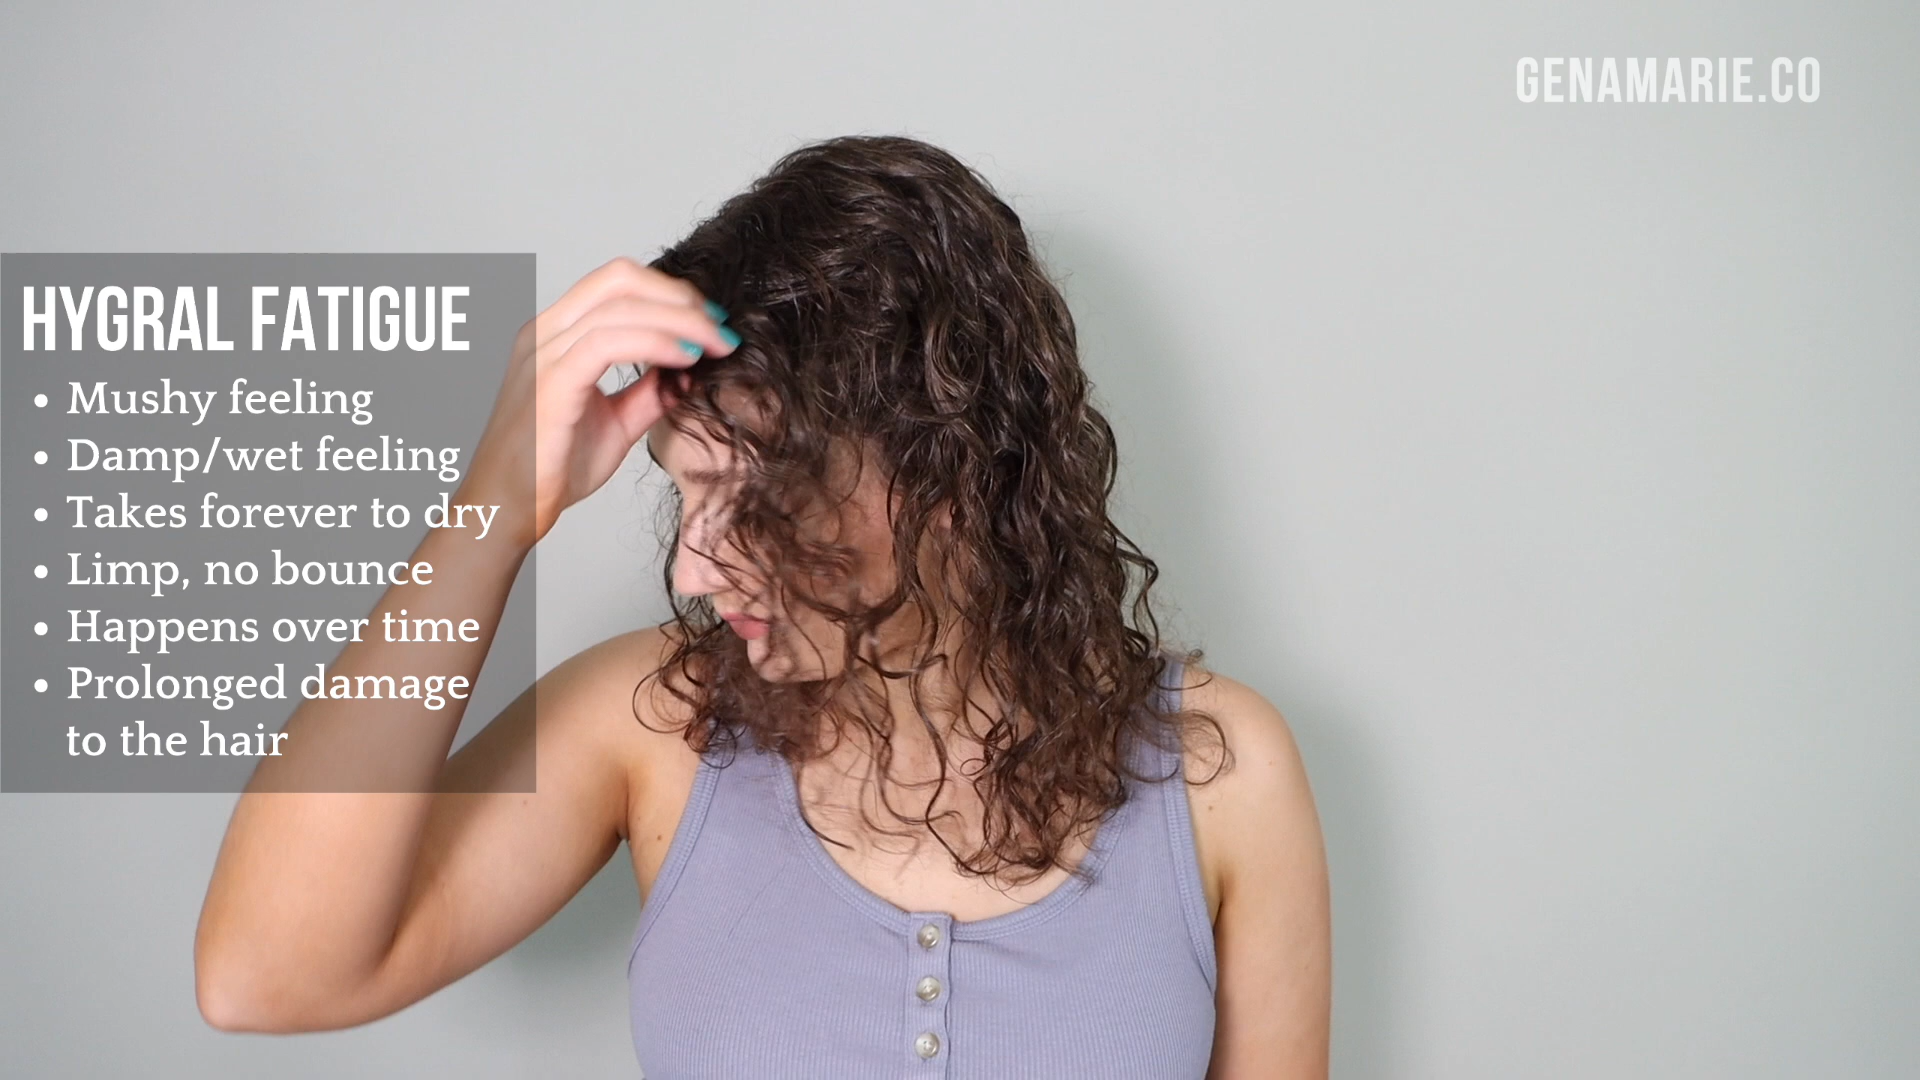 GENAMARIE.CO
HYGRAL FATIGUE
• Mushy feeling
• Damp/wet feeling
• Takes forever to dry
• Limp, no bounce
• Happens over time
• Prolonged damage
to the hair